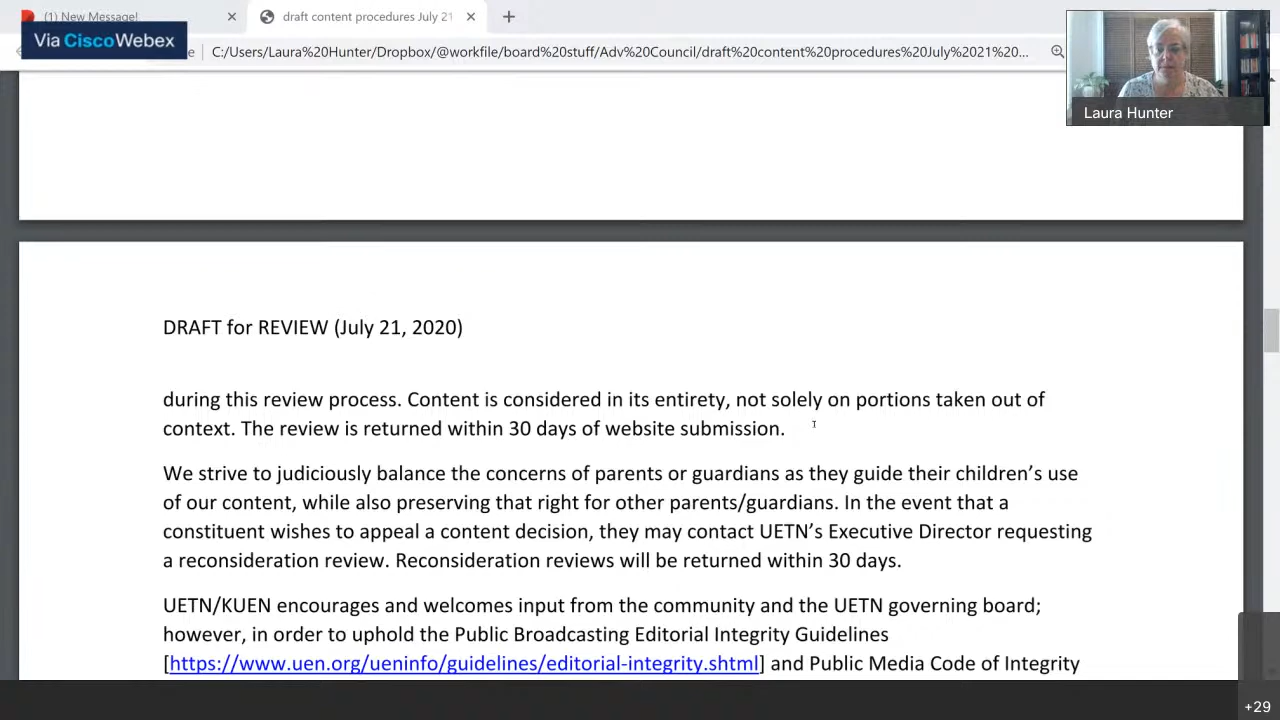 (1) New Message!
draft content procedures July 21
Via CiscoWebex
C:/Users/Laura%20Hunter/Dropbox/@workfile/board%20stuff/Adv%20Council/draft%20content%20procedures%20July%2021%20...
Laura Hunter
DRAFT for REVIEW (July 21, 2020)
during this review process. Content is considered in its entirety, not solely on portions taken out of
context. The review is returned within 30 days of website submission.
We strive to judiciously balance the concerns of parents or guardians as they guide their children’s use
of our content, while also preserving that right for other parents/guardians. In the event that a
constituent wishes to appeal a content decision, they may contact UETN’s Executive Director requesting
a reconsideration review. Reconsideration reviews will be returned within 30 days.
UETN/KUEN encourages and welcomes input from the community and the UETN governing board;
however, in order to uphold the Public Broadcasting Editorial Integrity Guidelines
[https://www.uen.org/ueninfo/guidelines/editorial-integrity.shtml] and Public Media Code of Integrity
+29